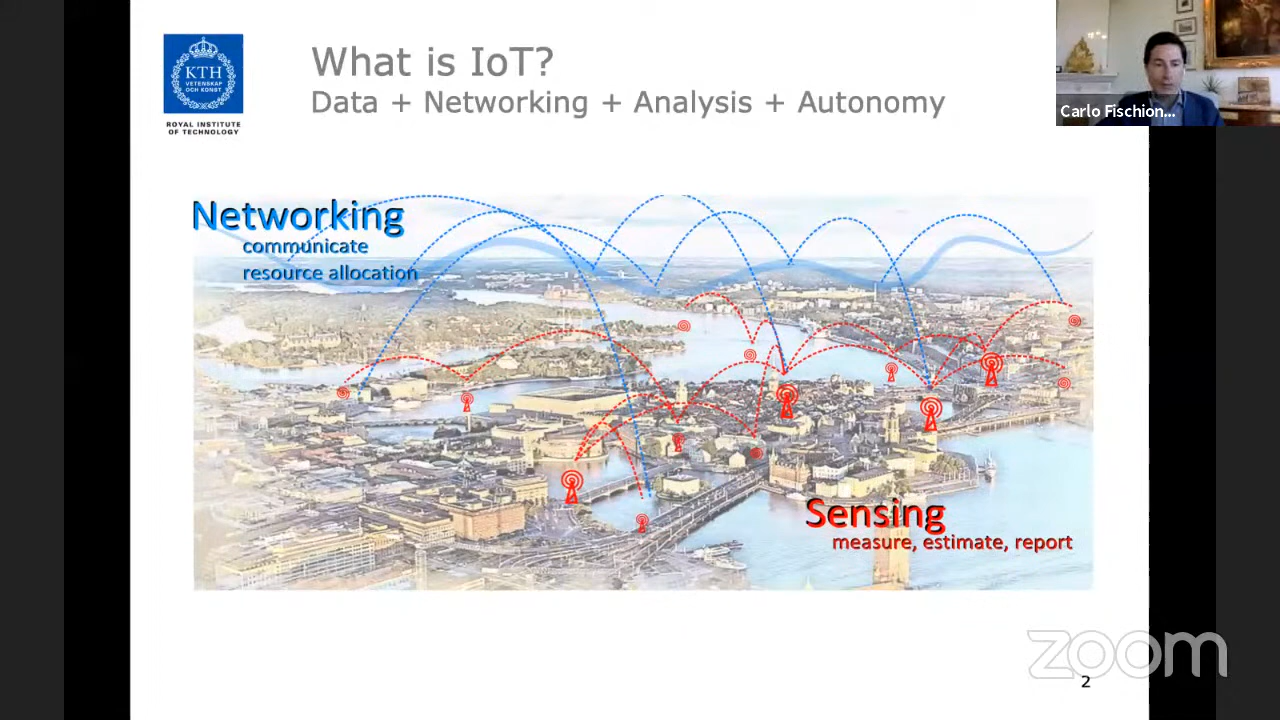 KTH
VETENSKAP
OCH KONST
ROYAL INSTITUTE
OF TECHNOLOGY
What is IoT?
Data + Networking + Analysis + Autonomy
Carlo Fischion...
Networking
communicate
resource allocation
Sensing
measure, estimate, report
zoom
2